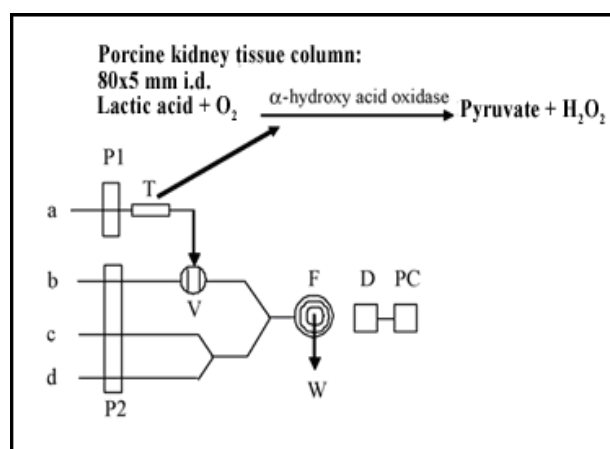 Porcine kidney tissue column:
80x5 mm i.d.
Lactic acid + O₂ α-hydroxy acid oxidase Pyruvate + H₂O₂
P1
T
a
b
V
F
D
PC
c
d
W
P2